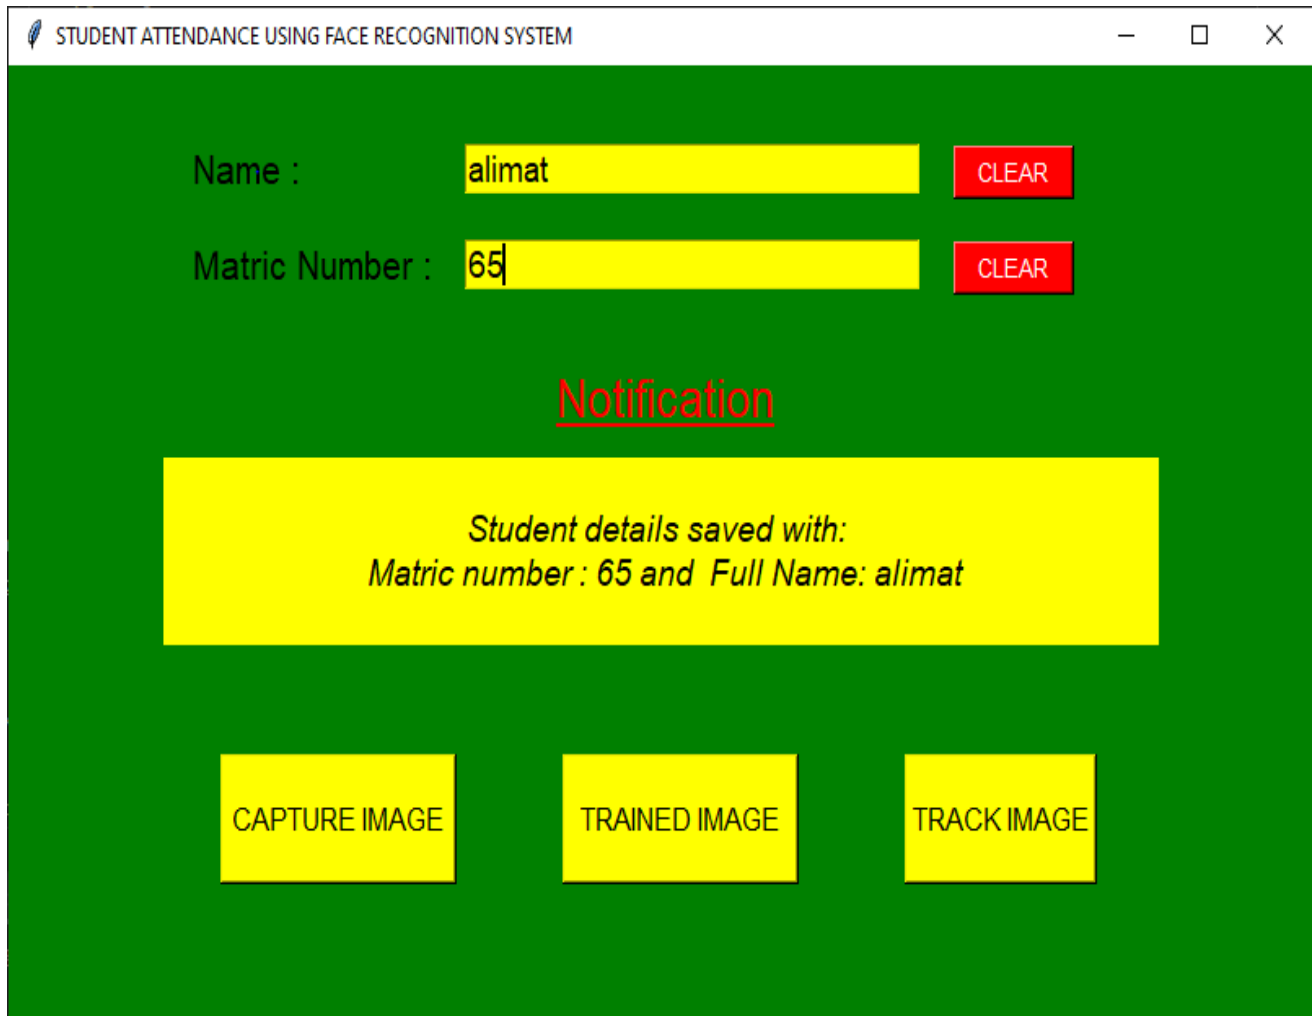 STUDENT ATTENDANCE USING FACE RECOGNITION SYSTEM
Name : alimat CLEAR
Matric Number : 65 CLEAR
Notification
Student details saved with:
Matric number : 65 and  Full Name: alimat
CAPTURE IMAGE TRAINED IMAGE TRACK IMAGE